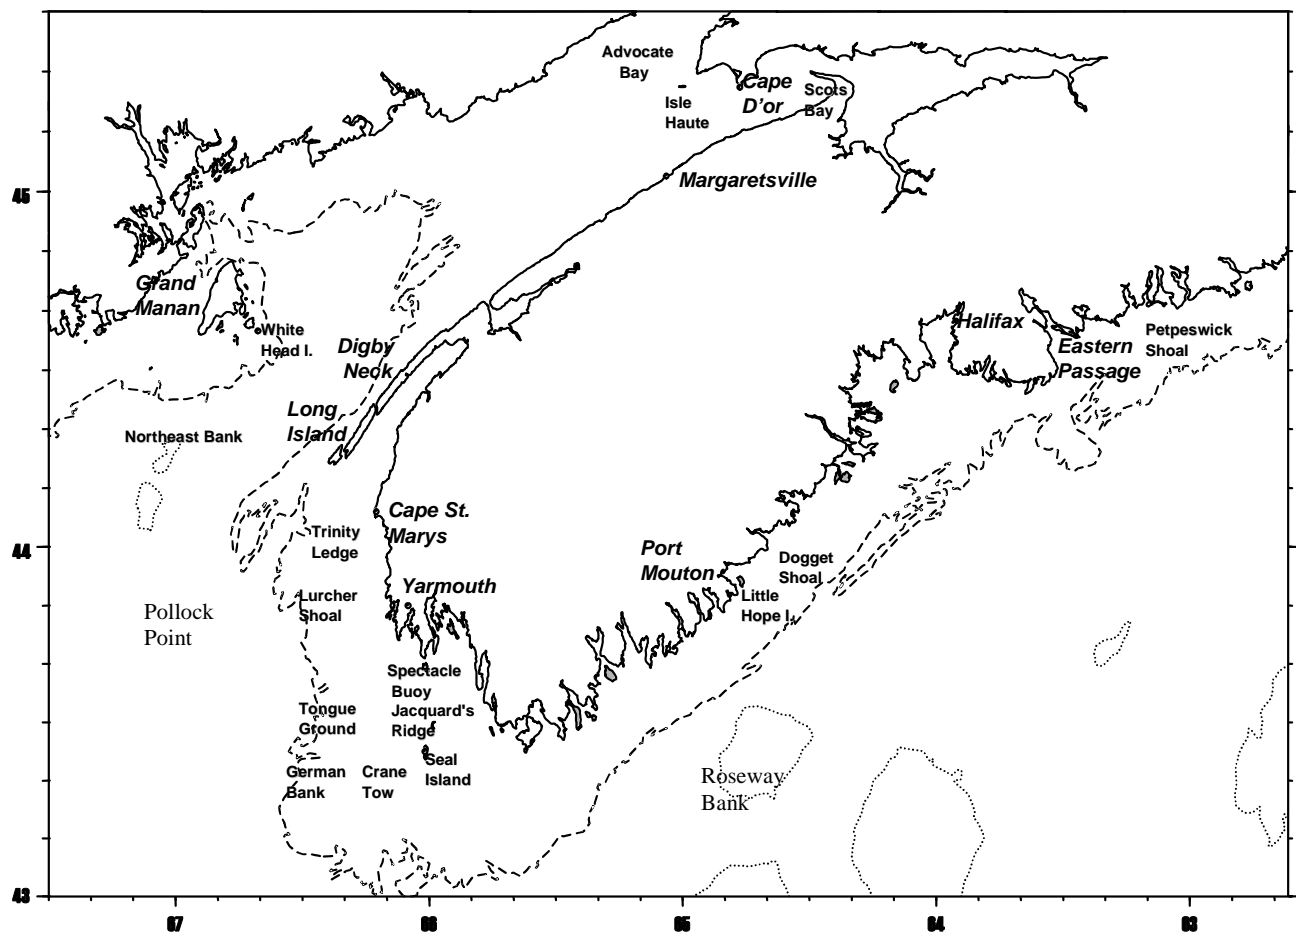 Advocate
Bay
Cape
D'or
Scots
Bay
Isle
Haute
45
Margaretsville
Grand
Manan
White
Head I.
Halifax
Petpeswick
Shoal
Eastern
Passage
Digby
Neck
Long
Island
Northeast Bank
Cape St.
Marys
Trinity
Ledge
44
Port
Mouton
Dogget
Shoal
Yarmouth
Lurcher
Shoal
Little
Hope I.
Pollock
Point
Spectacle
Buoy
Jacquard's
Ridge
Tongue
Ground
Seal
Island
German
Bank
Crane
Tow
Roseway
Bank
43
67
66
65
64
63